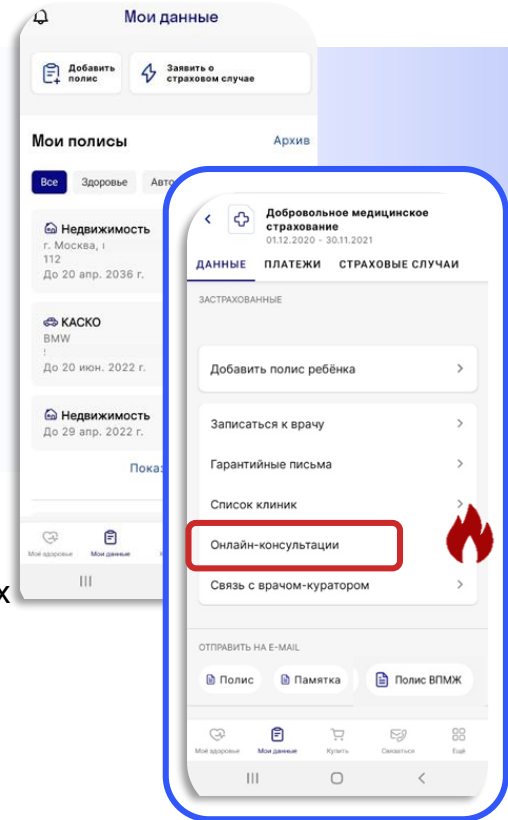 Мои данные
Добавить
полис
Заявить о
страховом случае
Мои полисы
Архив
Все
Здоровье
Недвижимость
г. Москва,
112
До 20 апр. 2036 г.
КАСКО
BMW
До 20 июн. 2022 г.
Недвижимость
До 29 апр. 2022 г.
Моё здоровье
Мои данные
х
Добровольное медицинское
страхование
01.12.2020 - 30.11.2021
ДАННЫЕ
ПЛАТЕЖИ
СТРАХОВЫЕ СЛУЧАИ
ЗАСТРАХОВАННЫЕ
Добавить полис ребёнка
Записаться к врачу
Гарантийные письма
Список клиник
Онлайн-консультации
Связь с врачом-куратором
ОТПРАВИТЬ НА E-MAIL
Полис
Памятка
Полис ВПМЖ
Моё здоровье
Мои данные
Купить
Связаться
Ещё